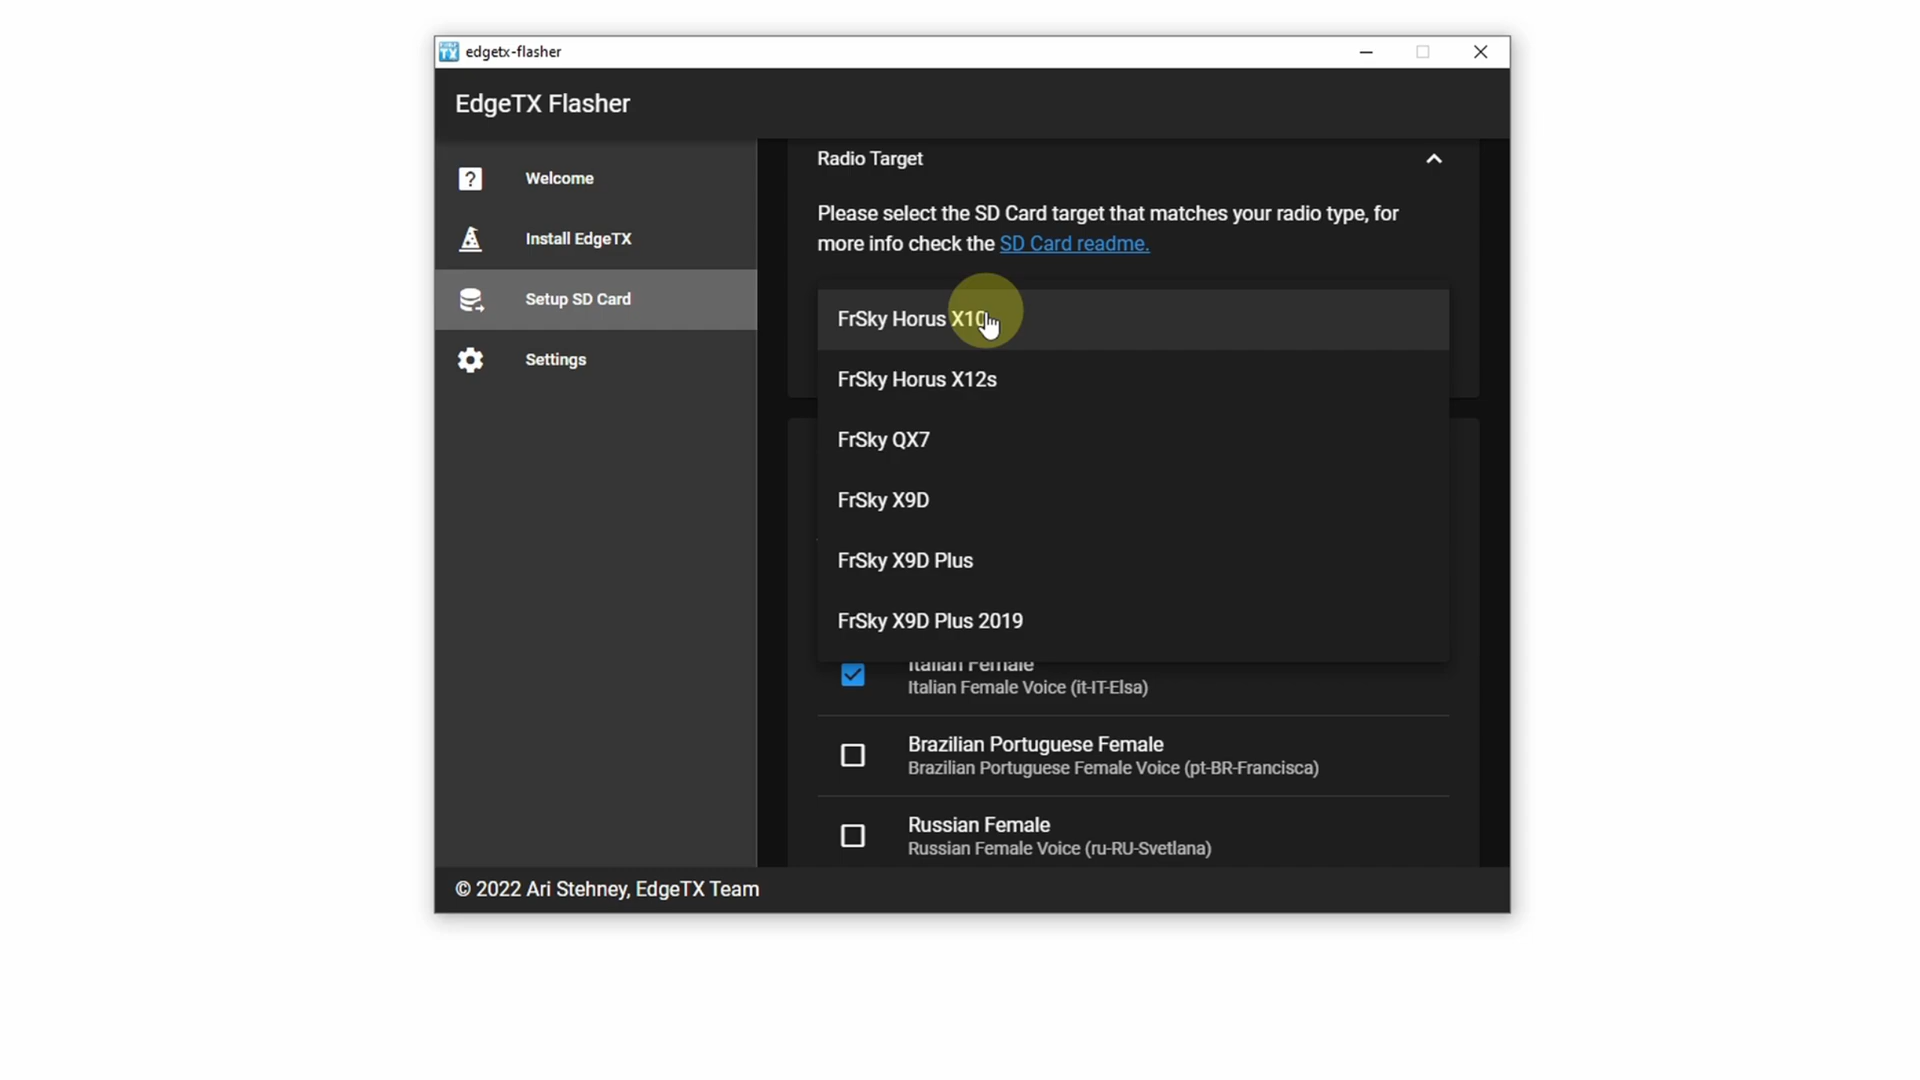 edgetx-flasher
EdgeTX Flasher
Welcome
Install EdgeTX
Setup SD Card
Settings
Radio Target
Please select the SD Card target that matches your radio type, for
more info check the SD Card readme.
FrSky Horus X10
FrSky Horus X12s
FrSky QX7
FrSky X9D
FrSky X9D Plus
FrSky X9D Plus 2019
Italian Female
Italian Female Voice (it-IT-Elsa)
Brazilian Portuguese Female
Brazilian Portuguese Female Voice (pt-BR-Francisca)
Russian Female
Russian Female Voice (ru-RU-Svetlana)
© 2022 Ari Stehney, EdgeTX Team